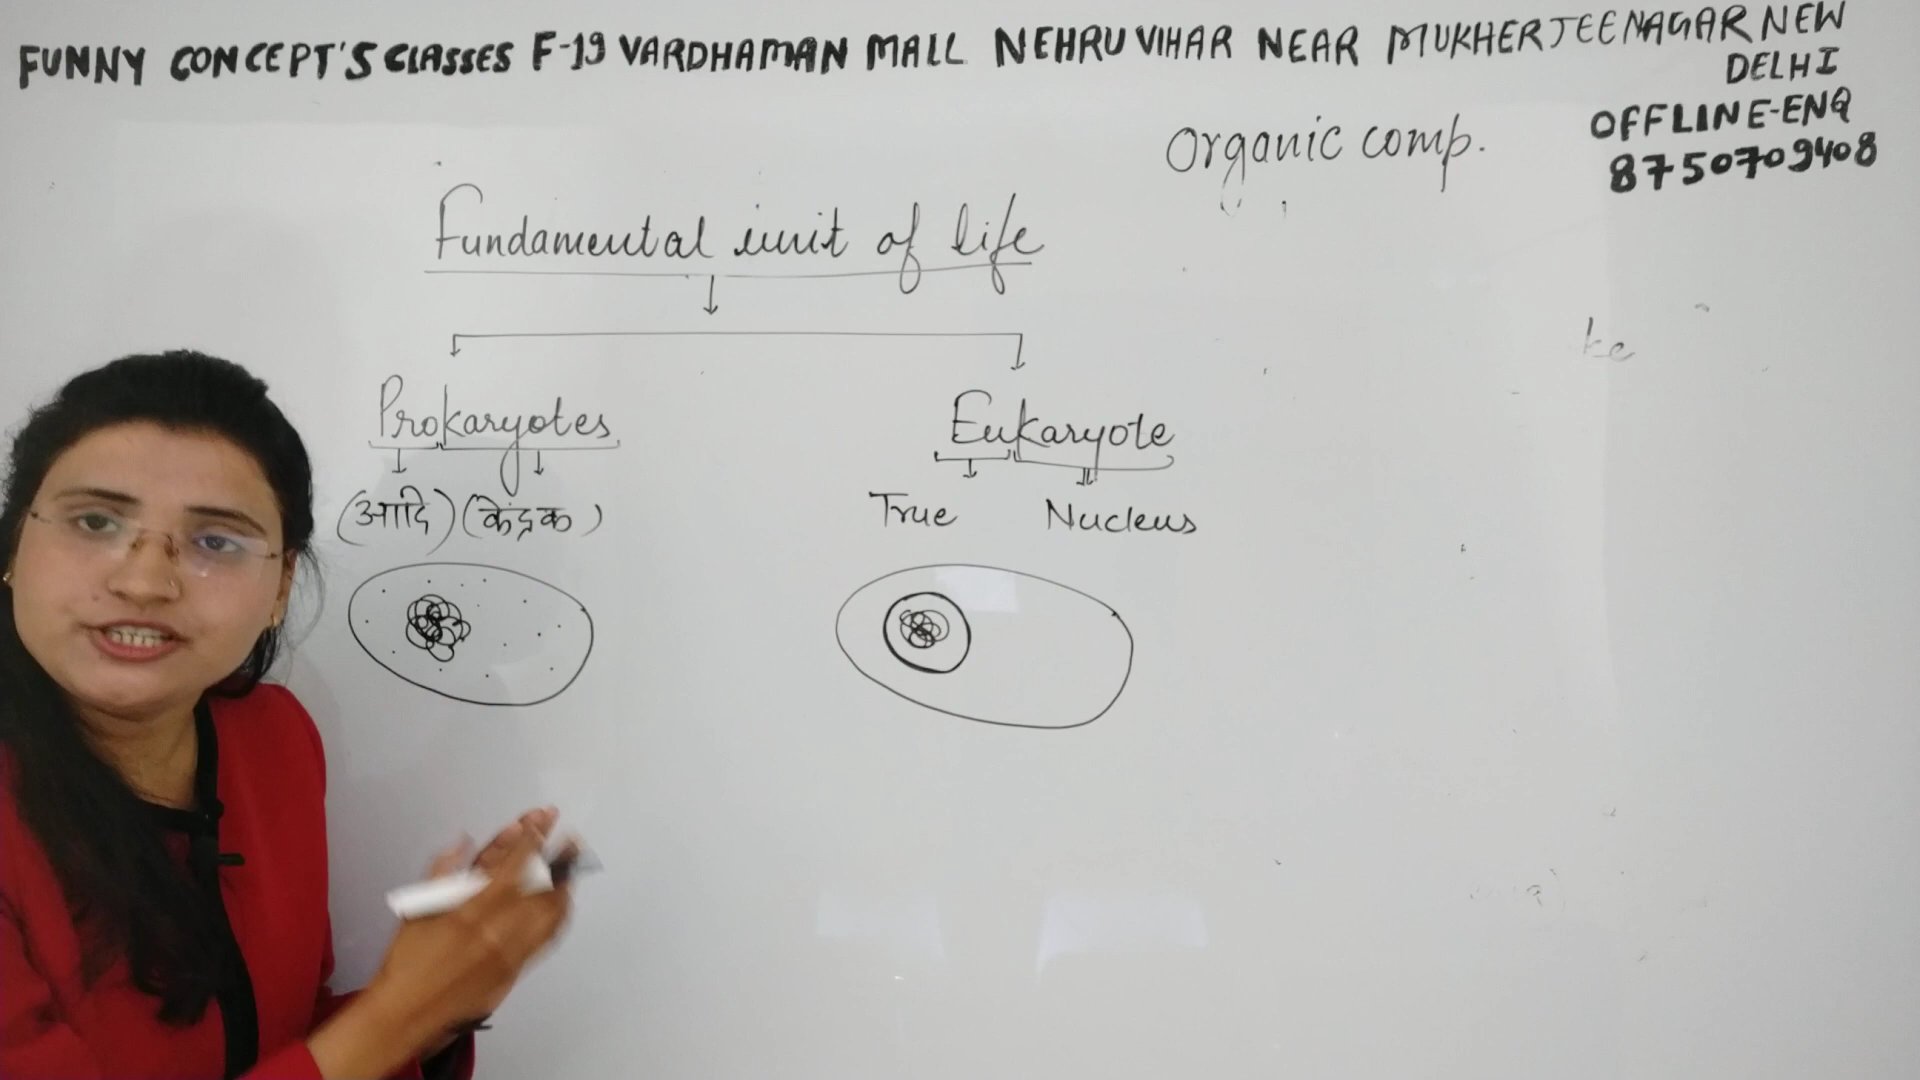 FUNNY CONCEPT'S CLASSES F-19 VARDHAMAN MALL NEHRU VIHAR NEAR MUKHERJEE NAGAR NEW
DELHI
OFFLINE-ENQ
8750709408
Organic comp.
Fundamental unit of life
Prokaryotes Eukaryote
(आदि) (केंद्रक) True Nucleus
ke